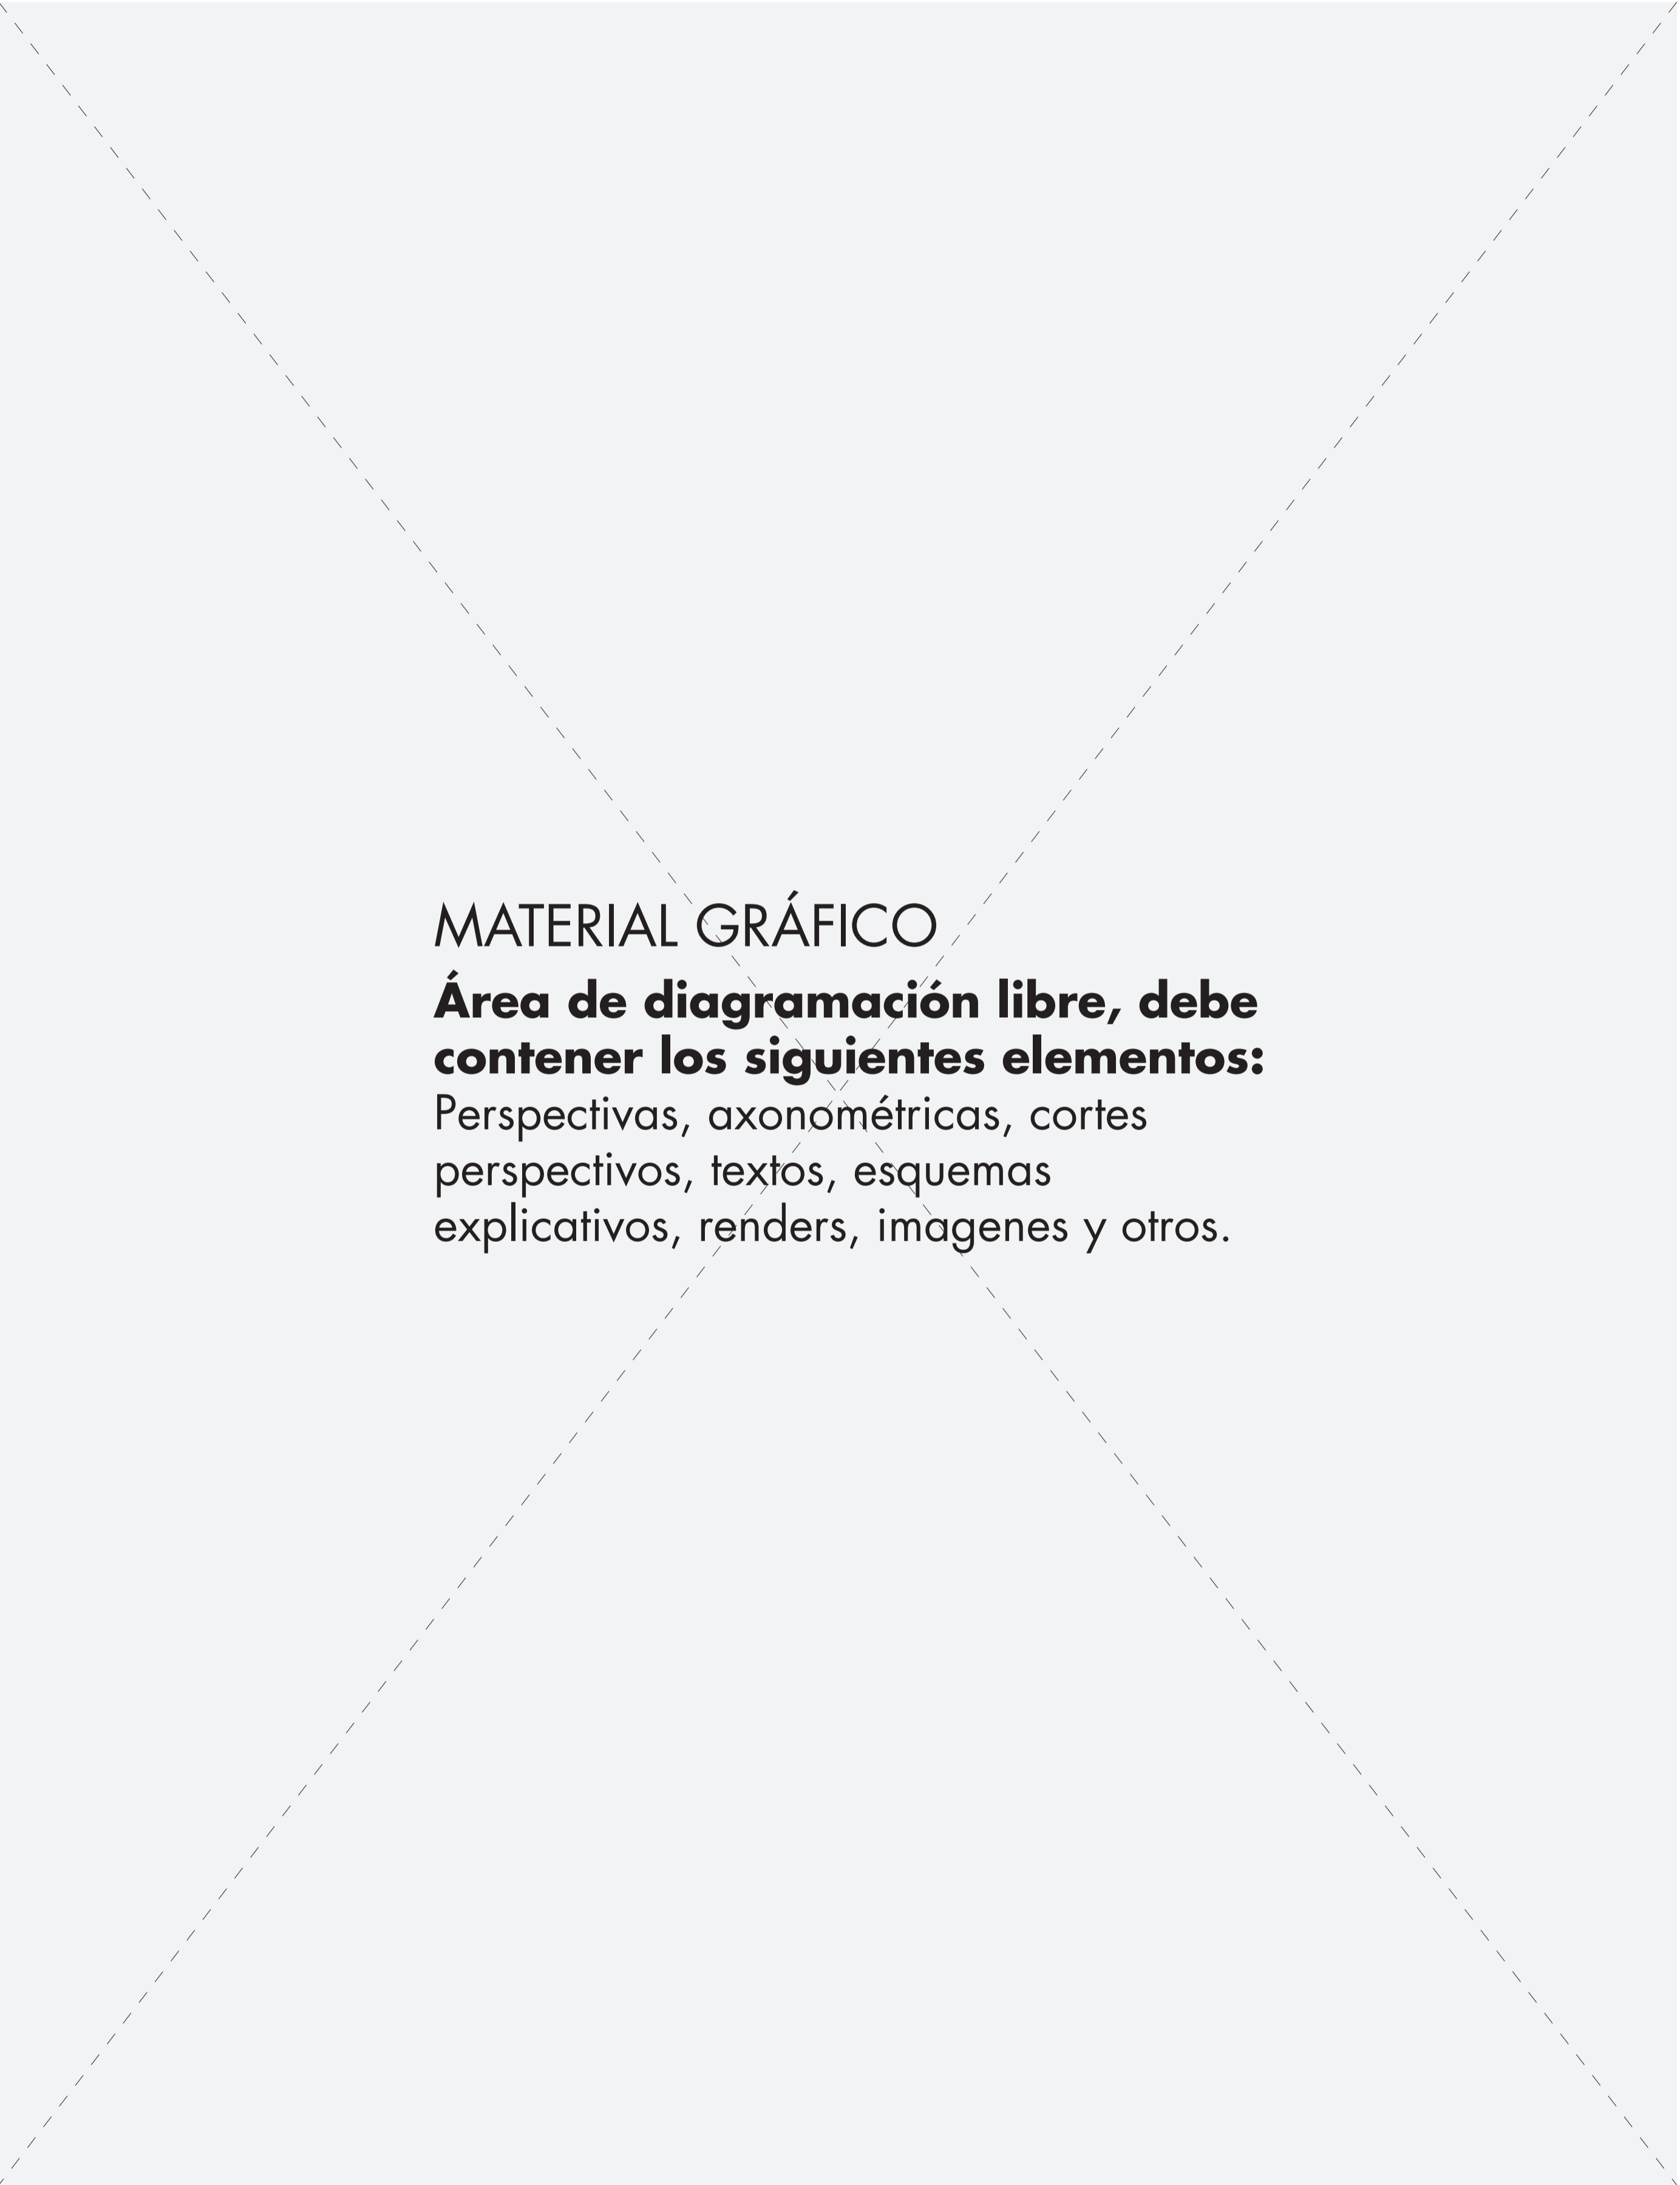 MATERIAL GRÁFICO
Área de diagramación libre, debe
contener los siguientes elementos:
Perspectivas, axonométricas, cortes
perspectivos, textos, esquemas
explicativos, renders, imagenes y otros.